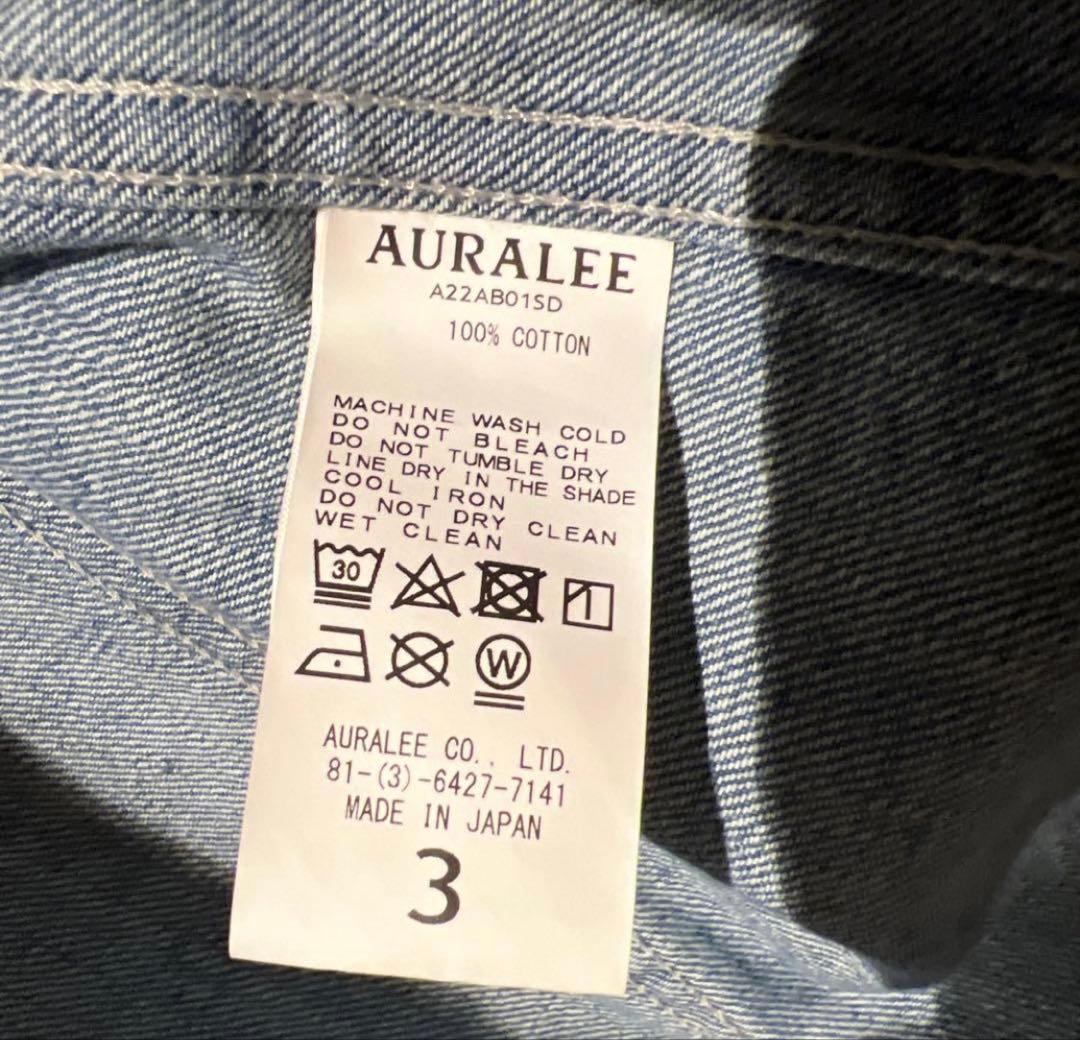 AURALEE
A22AB01SD
100% COTTON
MACHINE WASH COLD
DO NOT BLEACH
DO NOT TUMBLE DRY
LINE DRY IN THE SHADE
COOL IRON
DO NOT DRY CLEAN
WET CLEAN
30
W
AURALEE CO., LTD.
81-(3)-6427-7141
MADE IN JAPAN
3